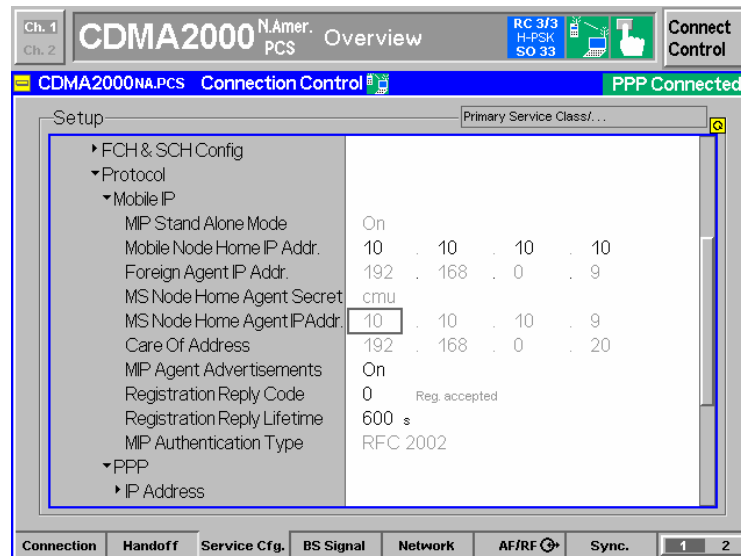 Ch. 1
Ch. 2
CDMA2000 N.Amer. PCS Overview
RC 3/3
H-PSK
SO 33
Connect Control
CDMA2000NA.PCS Connection Control PPP Connected
Setup
Primary Service Class/...
FCH & SCH Config
Protocol
Mobile IP
MIP Stand Alone Mode On
Mobile Node Home IP Addr. 10 . 10 . 10 . 10
Foreign Agent IP Addr. 192 . 168 . 0 . 9
MS Node Home Agent Secret cmu
MS Node Home Agent IPAddr. 10 . 10 . 10 . 9
Care Of Address 192 . 168 . 0 . 20
MIP Agent Advertisements On
Registration Reply Code 0 Reg. accepted
Registration Reply Lifetime 600 s
MIP Authentication Type RFC 2002
PPP
IP Address
Connection Handoff Service Cfg. BS Signal Network AF/RF Sync. 1 2